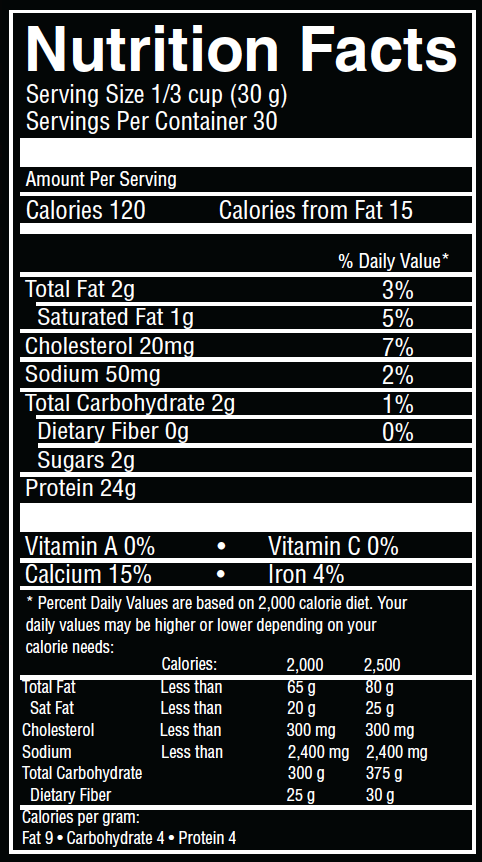 Nutrition Facts
Serving Size 1/3 cup (30 g)
Servings Per Container 30
Amount Per Serving
Calories 120 Calories from Fat 15
% Daily Value*
Total Fat 2g 3%
Saturated Fat 1g 5%
Cholesterol 20mg 7%
Sodium 50mg 2%
Total Carbohydrate 2g 1%
Dietary Fiber 0g 0%
Sugars 2g
Protein 24g
Vitamin A 0% • Vitamin C 0%
Calcium 15% • Iron 4%
* Percent Daily Values are based on 2,000 calorie diet. Your
daily values may be higher or lower depending on your
calorie needs:
Calories: 2,000 2,500
Total Fat Less than 65 g 80 g
Sat Fat Less than 20 g 25 g
Cholesterol Less than 300 mg 300 mg
Sodium Less than 2,400 mg 2,400 mg
Total Carbohydrate 300 g 375 g
Dietary Fiber 25 g 30 g
Calories per gram:
Fat 9 • Carbohydrate 4 • Protein 4